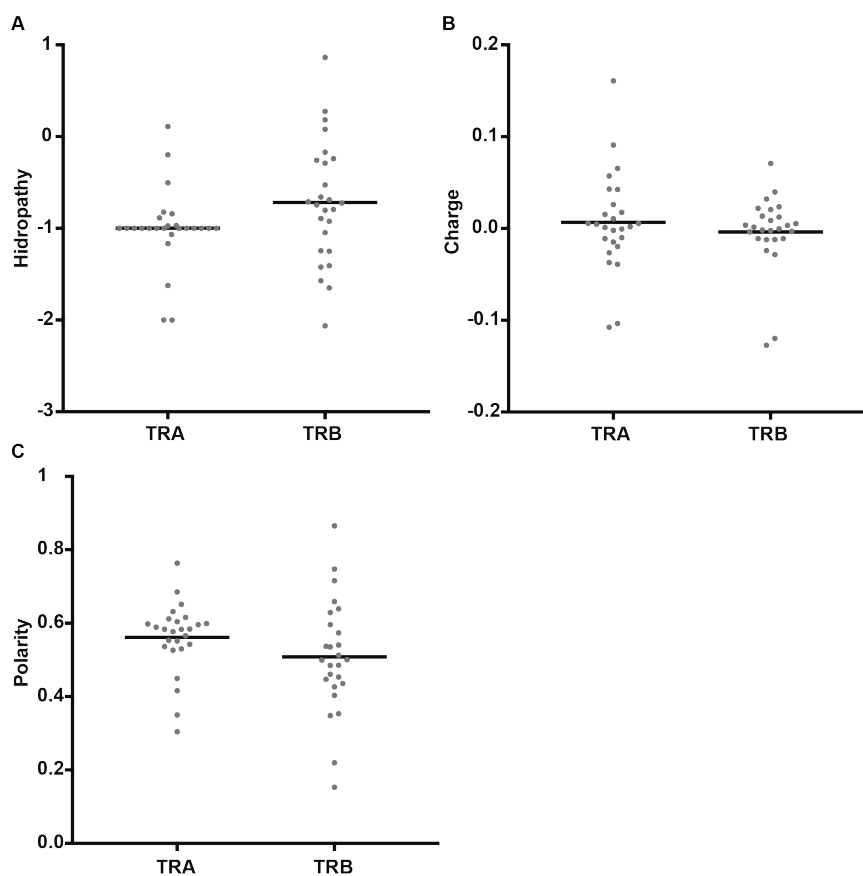 A
Hidropathy
1
0
-1
-2
-3
TRA
TRB
B
Charge
0.2
0.1
0.0
-0.1
-0.2
TRA
TRB
C
Polarity
1
0.8
0.6
0.4
0.2
0.0
TRA
TRB